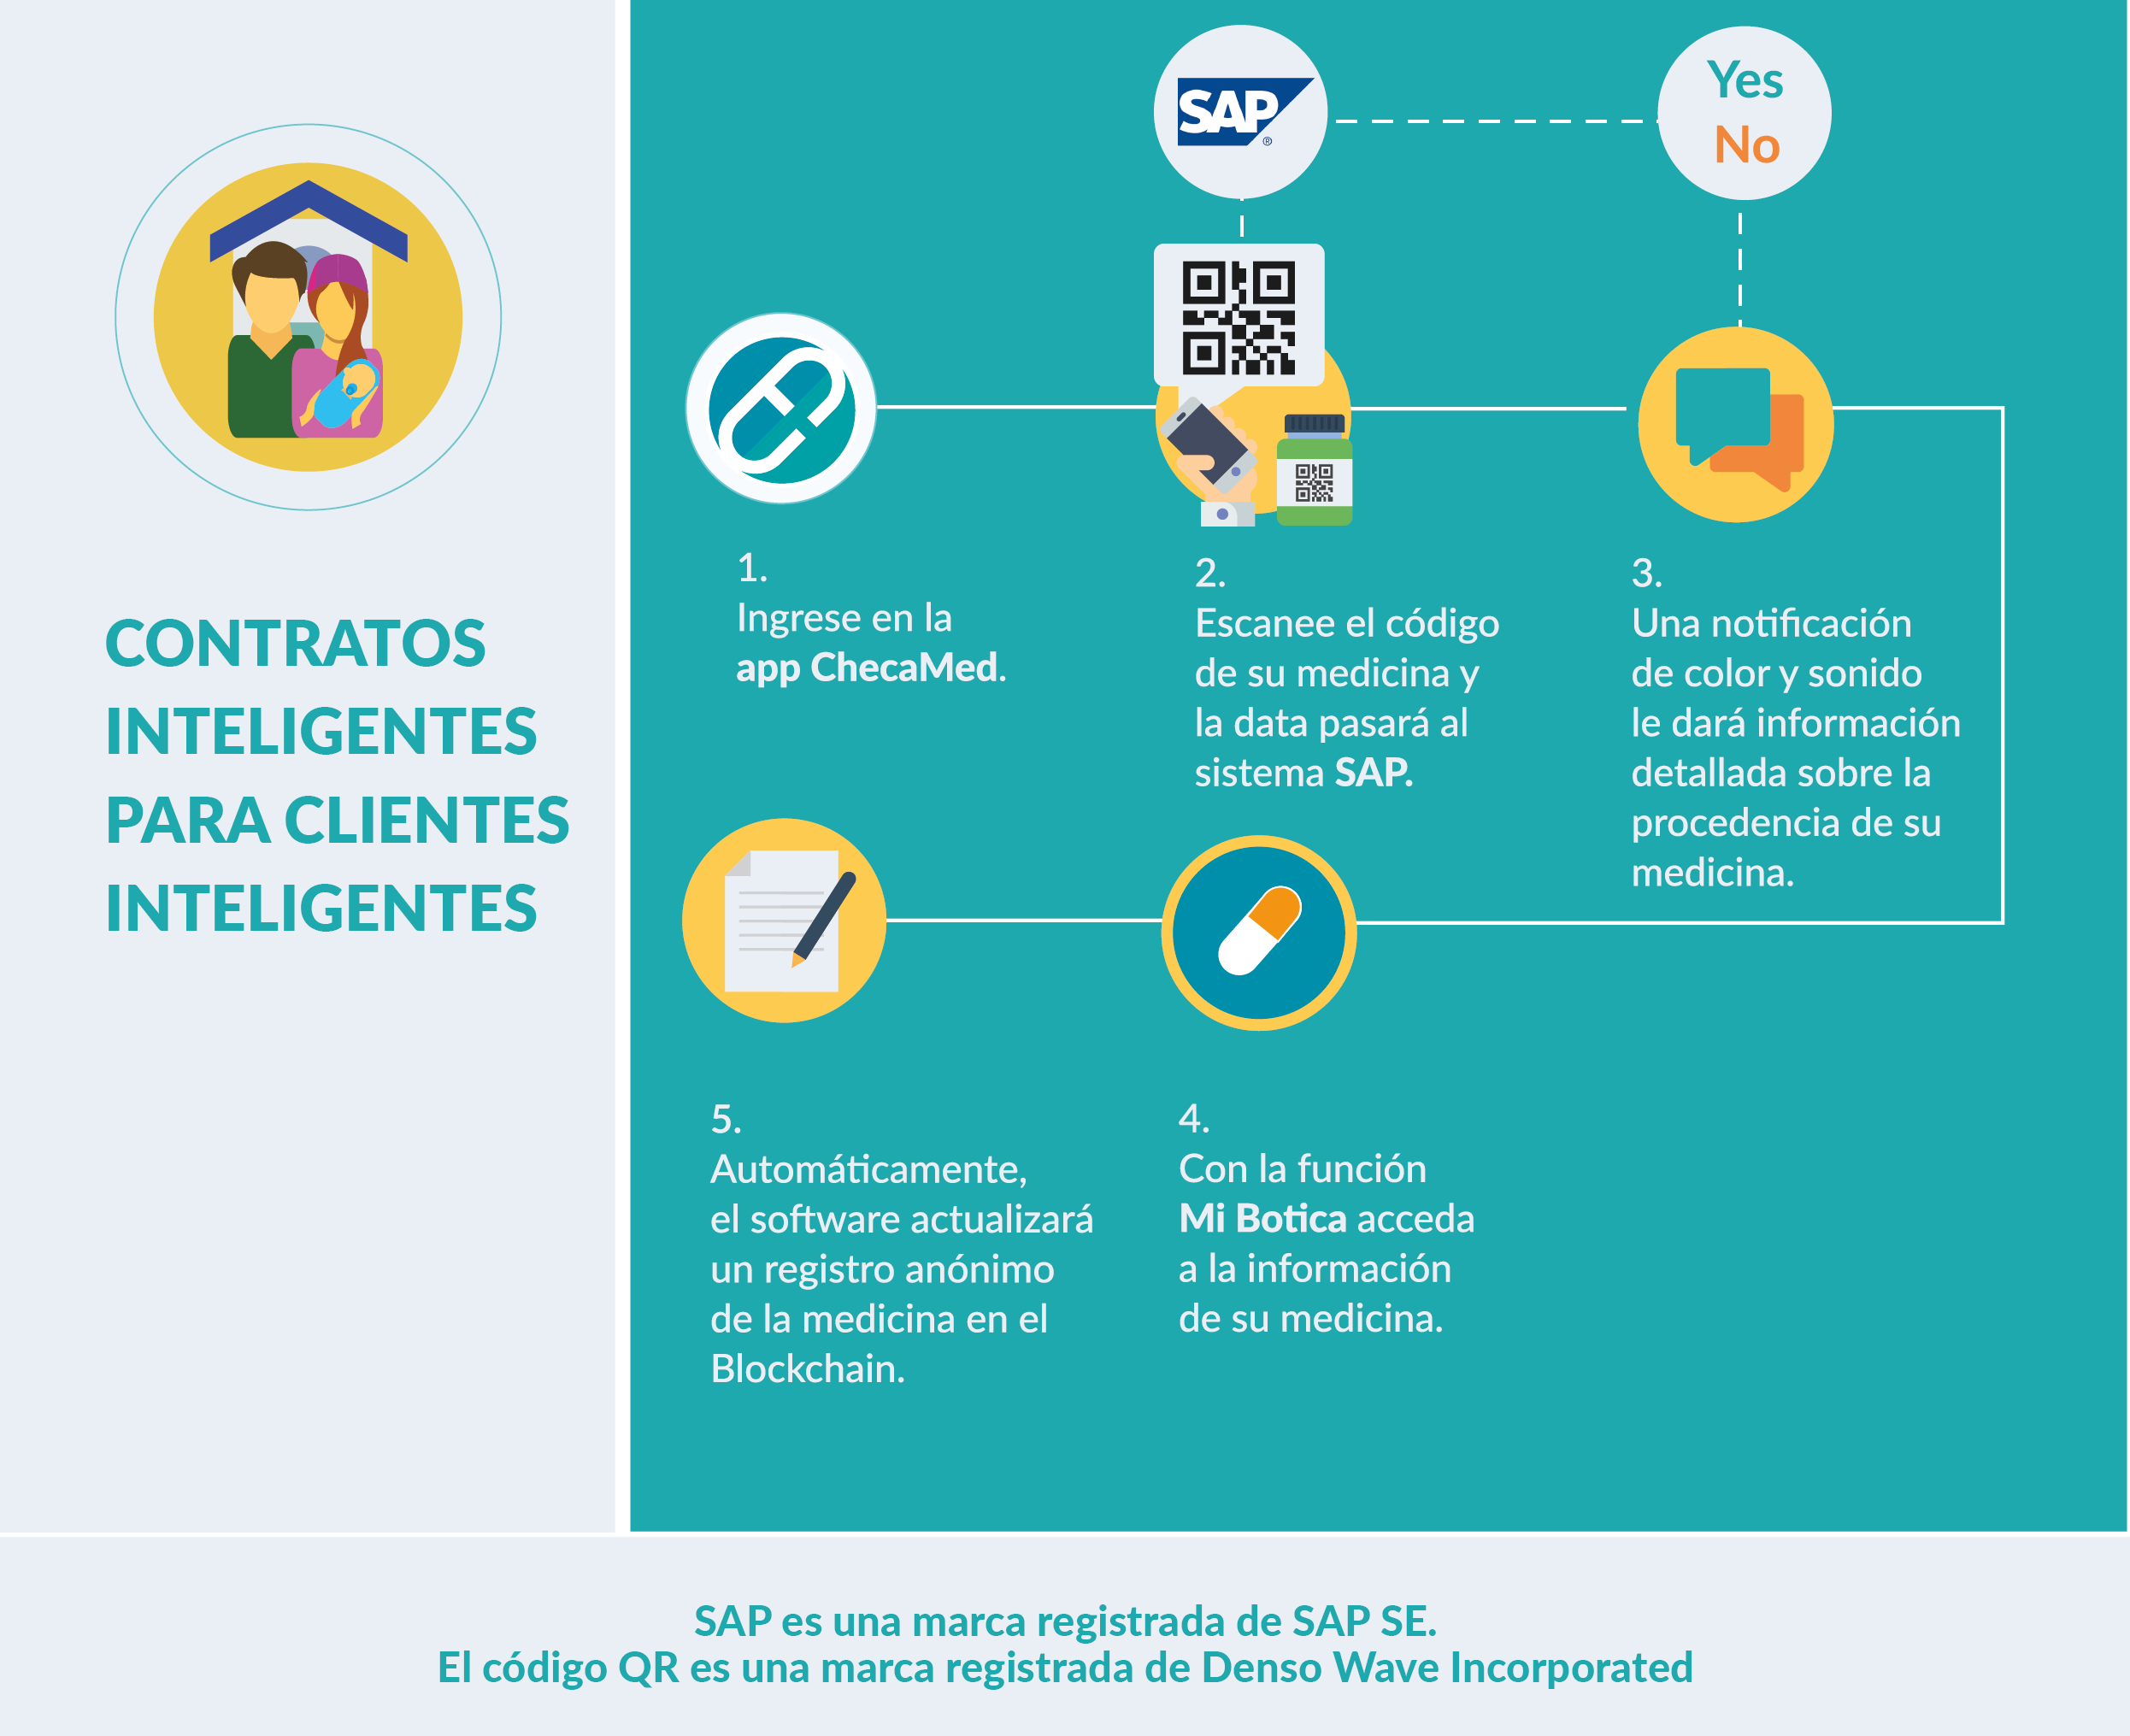 CONTRATOS
INTELIGENTES
PARA CLIENTES
INTELIGENTES
SAP
®
Yes
No
1.
Ingrese en la
app ChecaMed.
2.
Escanee el código
de su medicina y
la data pasará al
sistema SAP.
3.
Una notificación
de color y sonido
le dará información
detallada sobre la
procedencia de su
medicina.
4.
Con la función
Mi Botica acceda
a la información
de su medicina.
5.
Automáticamente,
el software actualizará
un registro anónimo
de la medicina en el
Blockchain.
SAP es una marca registrada de SAP SE.
El código QR es una marca registrada de Denso Wave Incorporated